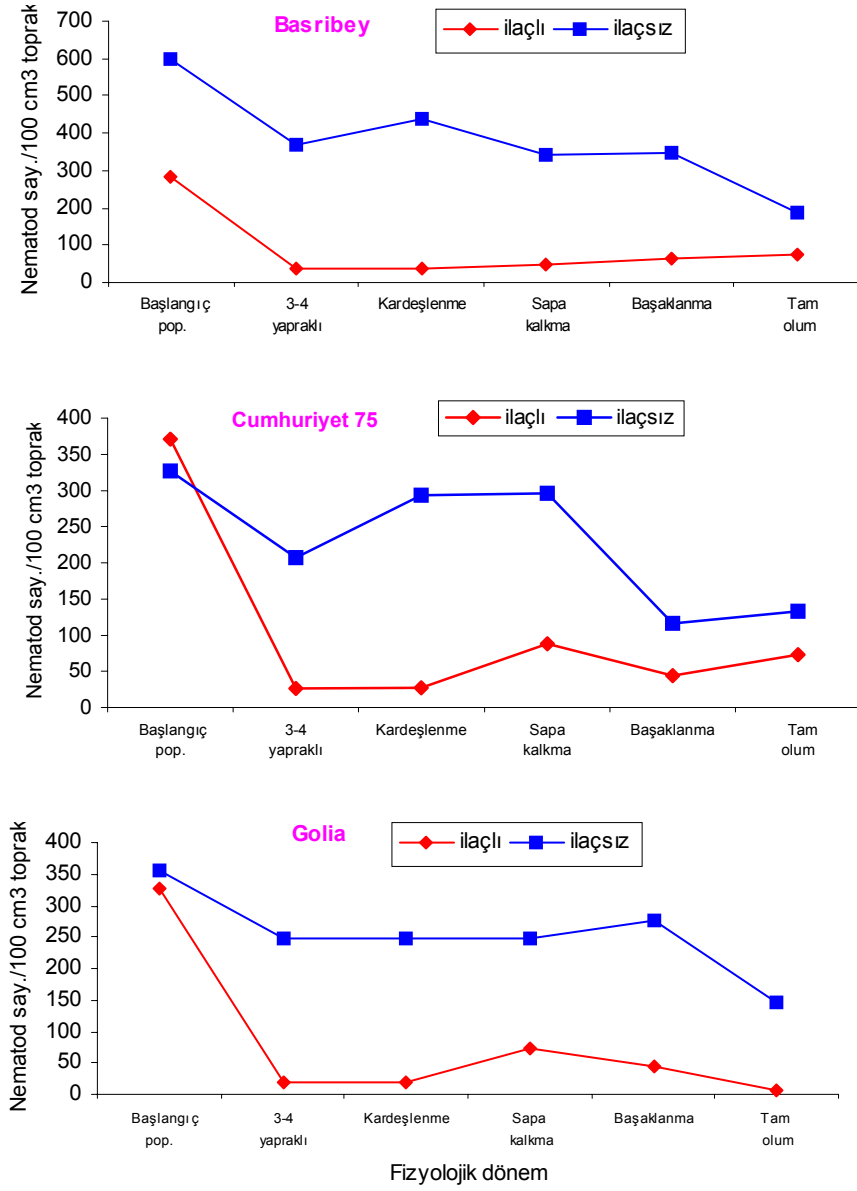 Basribey
ilaçlı ilaçsız
Nematod say./100 cm3 toprak
700
600
500
400
300
200
100
0
Başlangıç pop.
3-4 yapraklı
Kardeşlenme
Sapa kalkma
Başaklanma
Tam olum
Cumhuriyet 75
ilaçlı ilaçsız
Nematod say./100 cm3 toprak
400
350
300
250
200
150
100
50
0
Başlangıç pop.
3-4 yapraklı
Kardeşlenme
Sapa kalkma
Başaklanma
Tam olum
Golia
ilaçlı ilaçsız
Nematod say./100 cm3 toprak
400
350
300
250
200
150
100
50
0
Başlangıç pop.
3-4 yapraklı
Kardeşlenme
Sapa kalkma
Başaklanma
Tam olum
Fizyolojik dönem